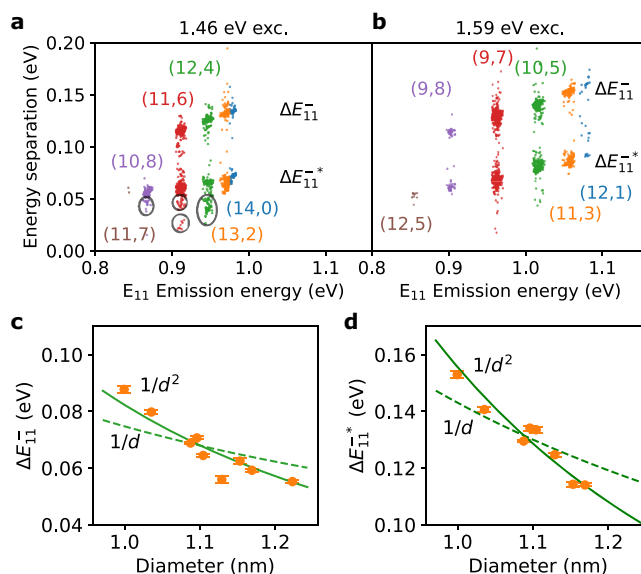 a
1.46 eV exc.
b
1.59 eV exc.
Energy separation (eV)
0.20
0.15
0.10
0.05
0.00
(12,4)
(11,6)
(10,8)
(11,7)
(14,0)
(13,2)
ΔE₁₁⁻
ΔE₁₁⁻*
0.8 0.9 1.0 1.1
E₁₁ Emission energy (eV)
(9,7)
(9,8)
(10,5)
ΔE₁₁⁻
ΔE₁₁⁻*
(12,1)
(11,3)
(12,5)
0.8 0.9 1.0 1.1
E₁₁ Emission energy (eV)
c
ΔE₁₁⁻ (eV)
0.10
0.08
0.06
0.04
1/d²
1/d
1.0 1.1 1.2
Diameter (nm)
d
ΔE₁₁⁻* (eV)
0.16
0.14
0.12
0.10
1/d²
1/d
1.0 1.1 1.2
Diameter (nm)